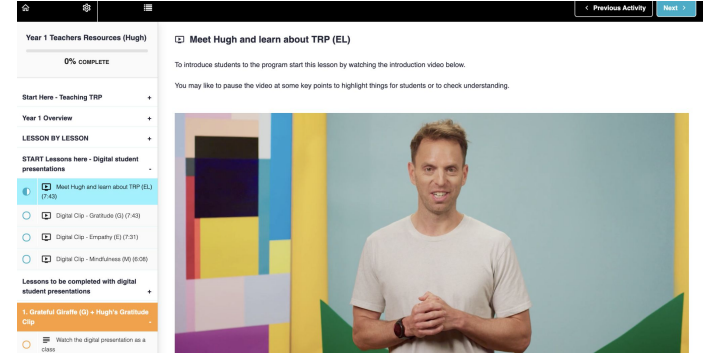 < Previous Activity
Next >
Year 1 Teachers Resources (Hugh)
0% COMPLETE
Start Here - Teaching TRP +
Year 1 Overview +
LESSON BY LESSON +
START Lessons here - Digital student
presentations -
Meet Hugh and learn about TRP (EL)
(7:43)
Digital Clip - Gratitude (G) (7:43)
Digital Clip - Empathy (E) (7:31)
Digital Clip - Mindfulness (M) (6:08)
Lessons to be completed with digital
student presentations +
1. Grateful Giraffe (G) + Hugh's Gratitude
Clip -
Watch the digital presentation as a
class
Meet Hugh and learn about TRP (EL)
To introduce students to the program start this lesson by watching the introduction video below.
You may like to pause the video at some key points to highlight things for students or to check understanding.